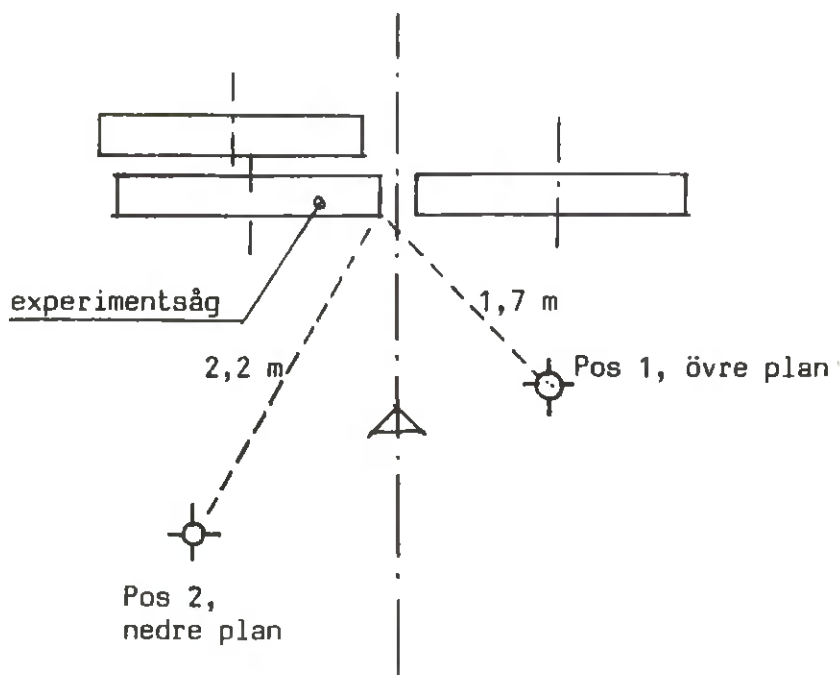 experimentsåg
1,7 m
2,2 m
Pos 1, övre plan
Pos 2,
nedre plan